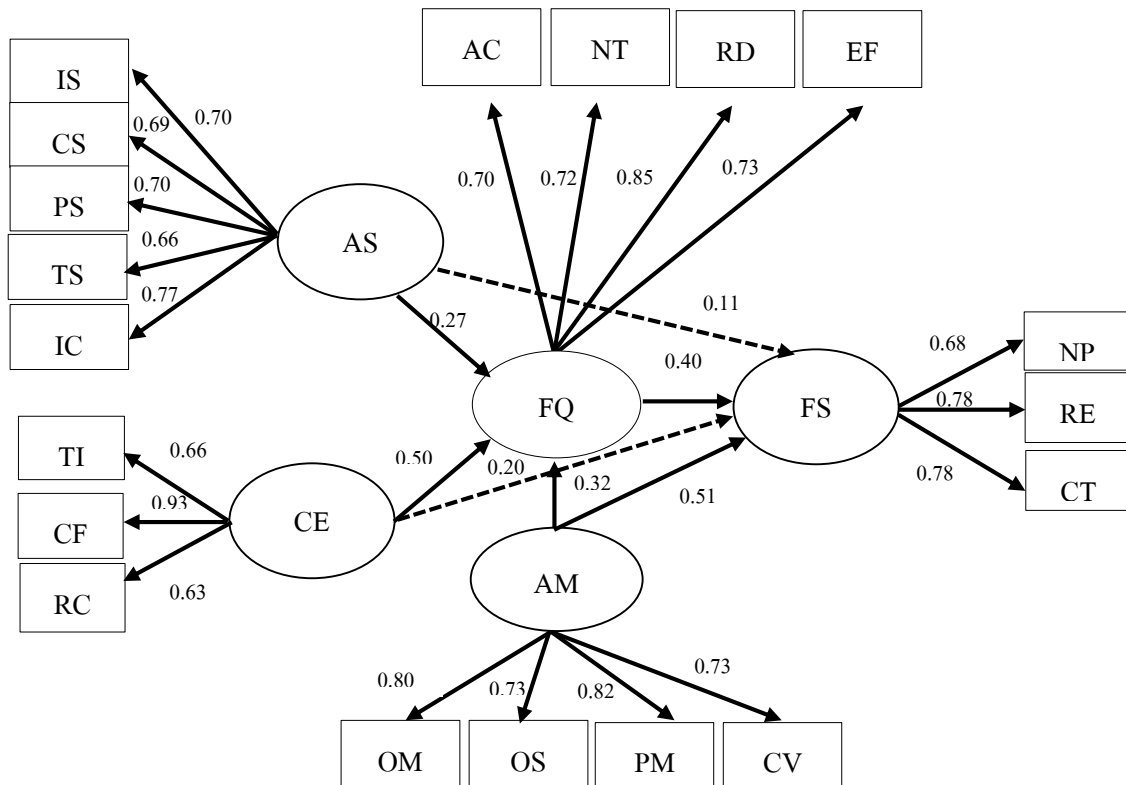 AC NT RD EF
IS
0.70
CS
0.69
PS
0.70
TS
0.66
IC
0.77
AS
0.70 0.72 0.85 0.73
0.27
0.11
FQ
0.40
FS
0.68
NP
0.78
RE
0.78
CT
TI
0.66
CF
0.93
RC
0.63
CE
0.50
0.20
0.32
0.51
AM
0.80 0.73 0.82 0.73
OM OS PM CV